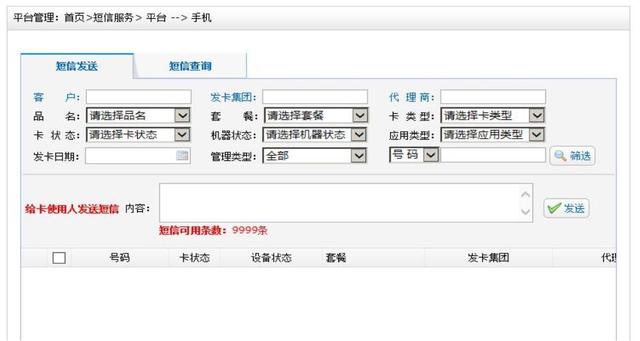 平台管理：首页>短信服务> 平台 --> 手机
短信发送 短信查询
客 户： 发卡集团： 代 理 商：
品 名：请选择品名 套 餐：请选择套餐 卡 类 型：请选择卡类型
卡 状 态：请选择卡状态 机器状态：请选择机器状态 应用类型：请选择应用类型
发卡日期： 管理类型：全部 号 码 筛选
给卡使用人发送短信 内容： 发送
短信可用条数：9999条
号码 卡状态 设备状态 套餐 发卡集团 代理